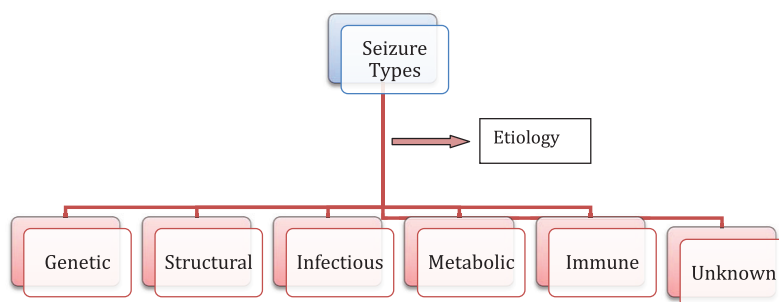 Seizure
Types
Etiology
Genetic
Structural
Infectious
Metabolic
Immune
Unknown